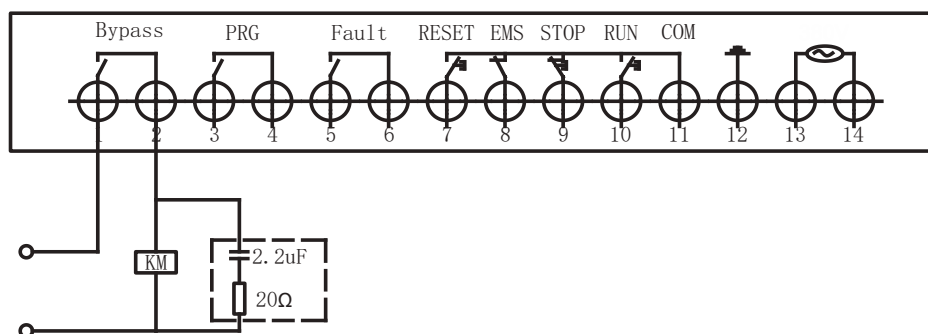 Bypass PRG Fault RESET EMS STOP RUN COM
1 2 3 4 5 6 7 8 9 10 11 12 13 14
KM 2.2uF
20Ω